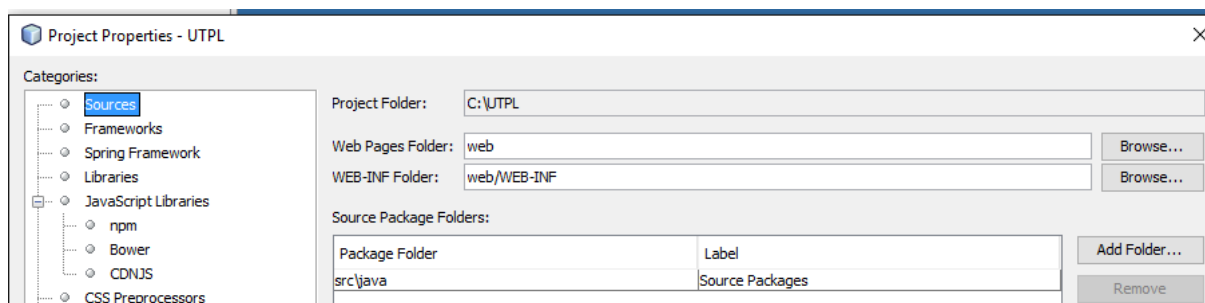 Project Properties - UTPL
Categories:
Sources
Frameworks
Spring Framework
Libraries
JavaScript Libraries
npm
Bower
CDNJS
CSS Preprocessors
Project Folder: C:\UTPL
Web Pages Folder: web Browse...
WEB-INF Folder: web/WEB-INF Browse...
Source Package Folders:
Package Folder Label Add Folder...
src\java Source Packages Remove